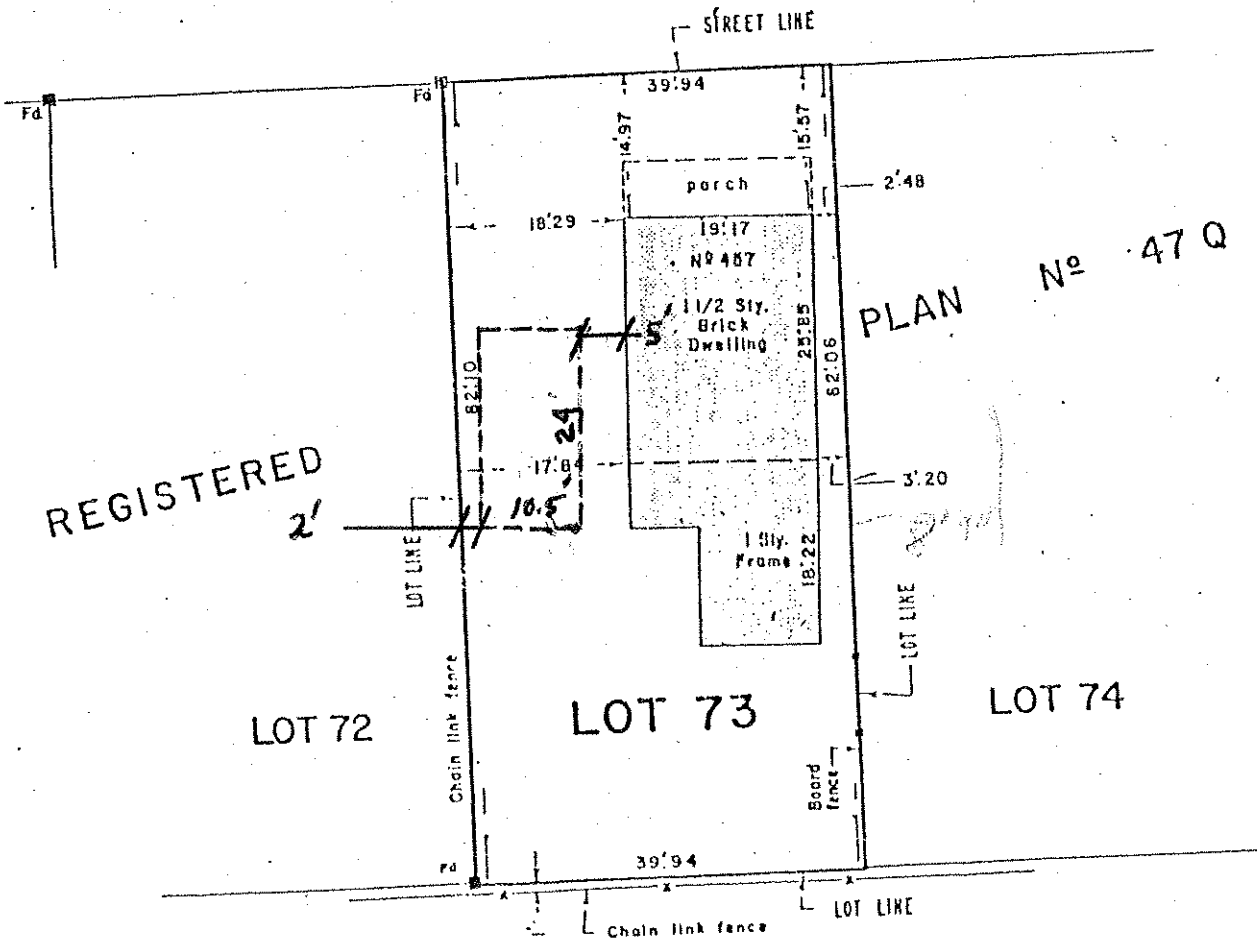 STREET LINE
Fd
Fd
39.94
14.97
15.57
porch
2.48
18.29
19.17
Nº 487
1 1/2 Sty.
Brick
Dwelling
5'
PLAN Nº 47 Q
82.10
25.85
82.06
24'
REGISTERED
17.84
3.20
2'
10.5'
LOT LINE
1 Sty.
Frame
18.22
LOT LINE
Chain link fence
LOT 72
LOT 73
LOT 74
Board
fence
Fd
39.94
LOT LINE
Chain link fence